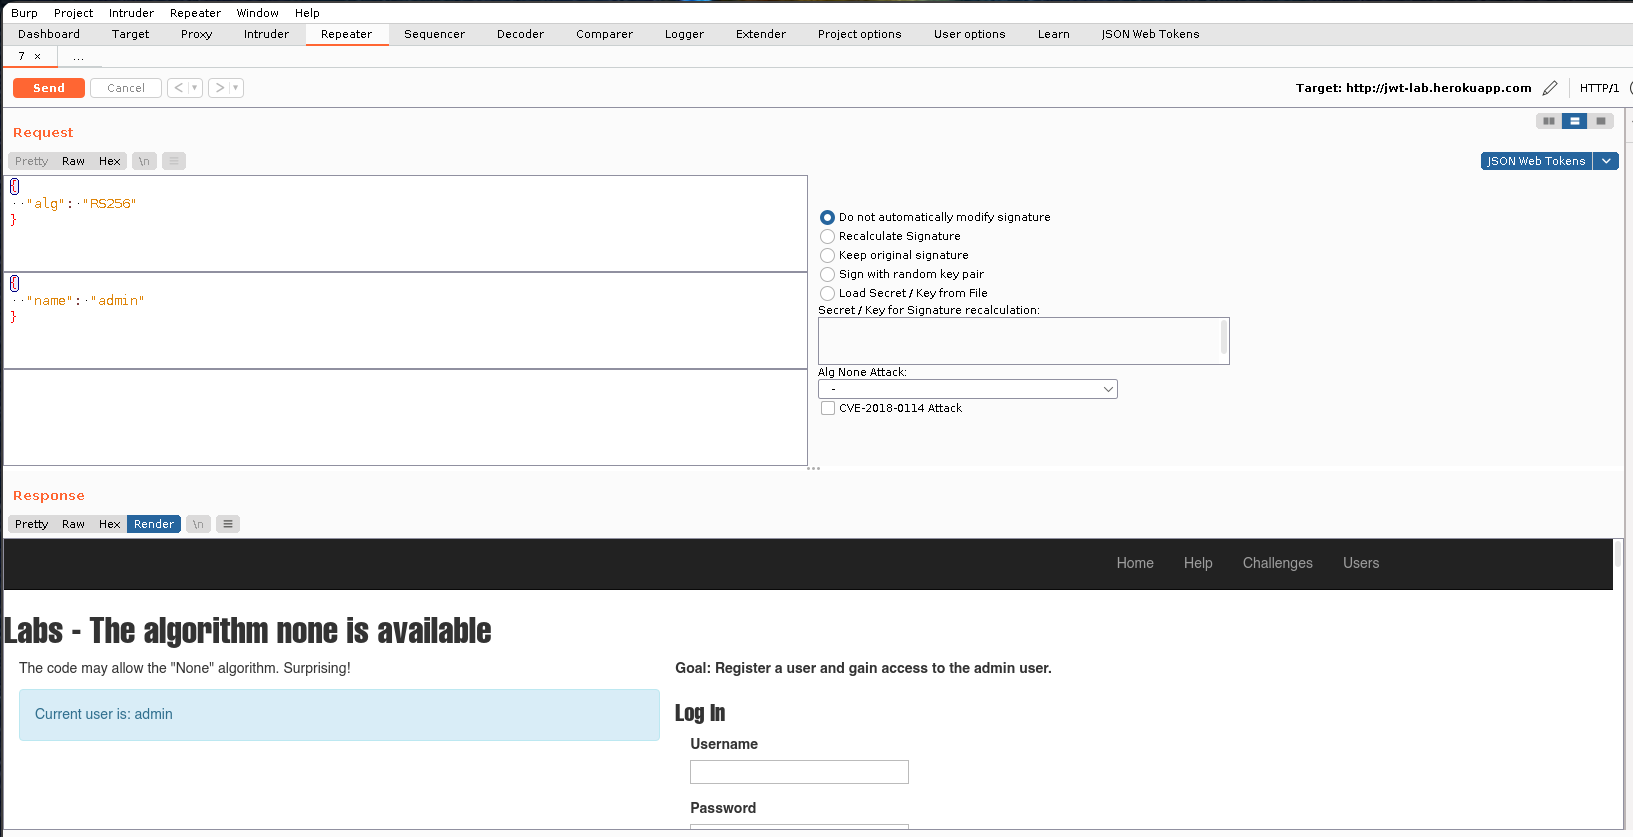 Burp Project Intruder Repeater Window Help
Dashboard Target Proxy Intruder Repeater Sequencer Decoder Comparer Logger Extender Project options User options Learn JSON Web Tokens
7 × ...
Send Cancel < > Target: http://jwt-lab.herokuapp.com HTTP/1
Request
Pretty Raw Hex \n JSON Web Tokens
{
"alg": "RS256"
}
{
"name": "admin"
}
Do not automatically modify signature
Recalculate Signature
Keep original signature
Sign with random key pair
Load Secret / Key from File
Secret / Key for Signature recalculation:
Alg None Attack:
-
CVE-2018-0114 Attack
Response
Pretty Raw Hex Render \n
Home Help Challenges Users
Labs - The algorithm none is available
The code may allow the "None" algorithm. Surprising!
Current user is: admin
Goal: Register a user and gain access to the admin user.
Log In
Username
Password